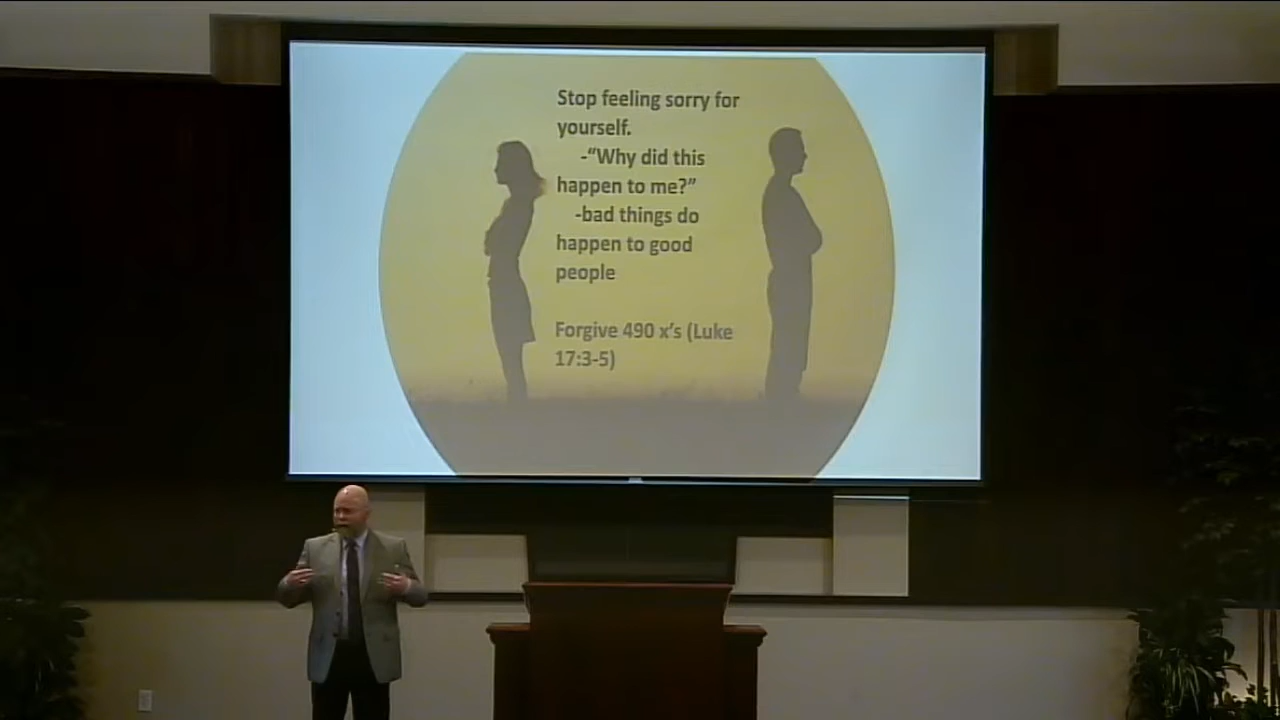 Stop feeling sorry for
yourself.
-“Why did this
happen to me?”
-bad things do
happen to good
people
Forgive 490 x’s (Luke
17:3-5)